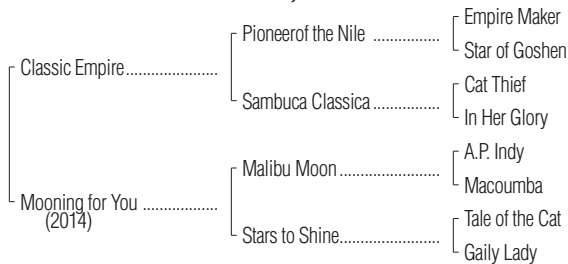 Empire Maker
Pioneerof the Nile ................
Star of Goshen
Classic Empire......................
Cat Thief
Sambuca Classica................
In Her Glory
A.P. Indy
Malibu Moon........................
Macoumba
Mooning for You ..................
(2014)
Tale of the Cat
Stars to Shine........................
Gaily Lady